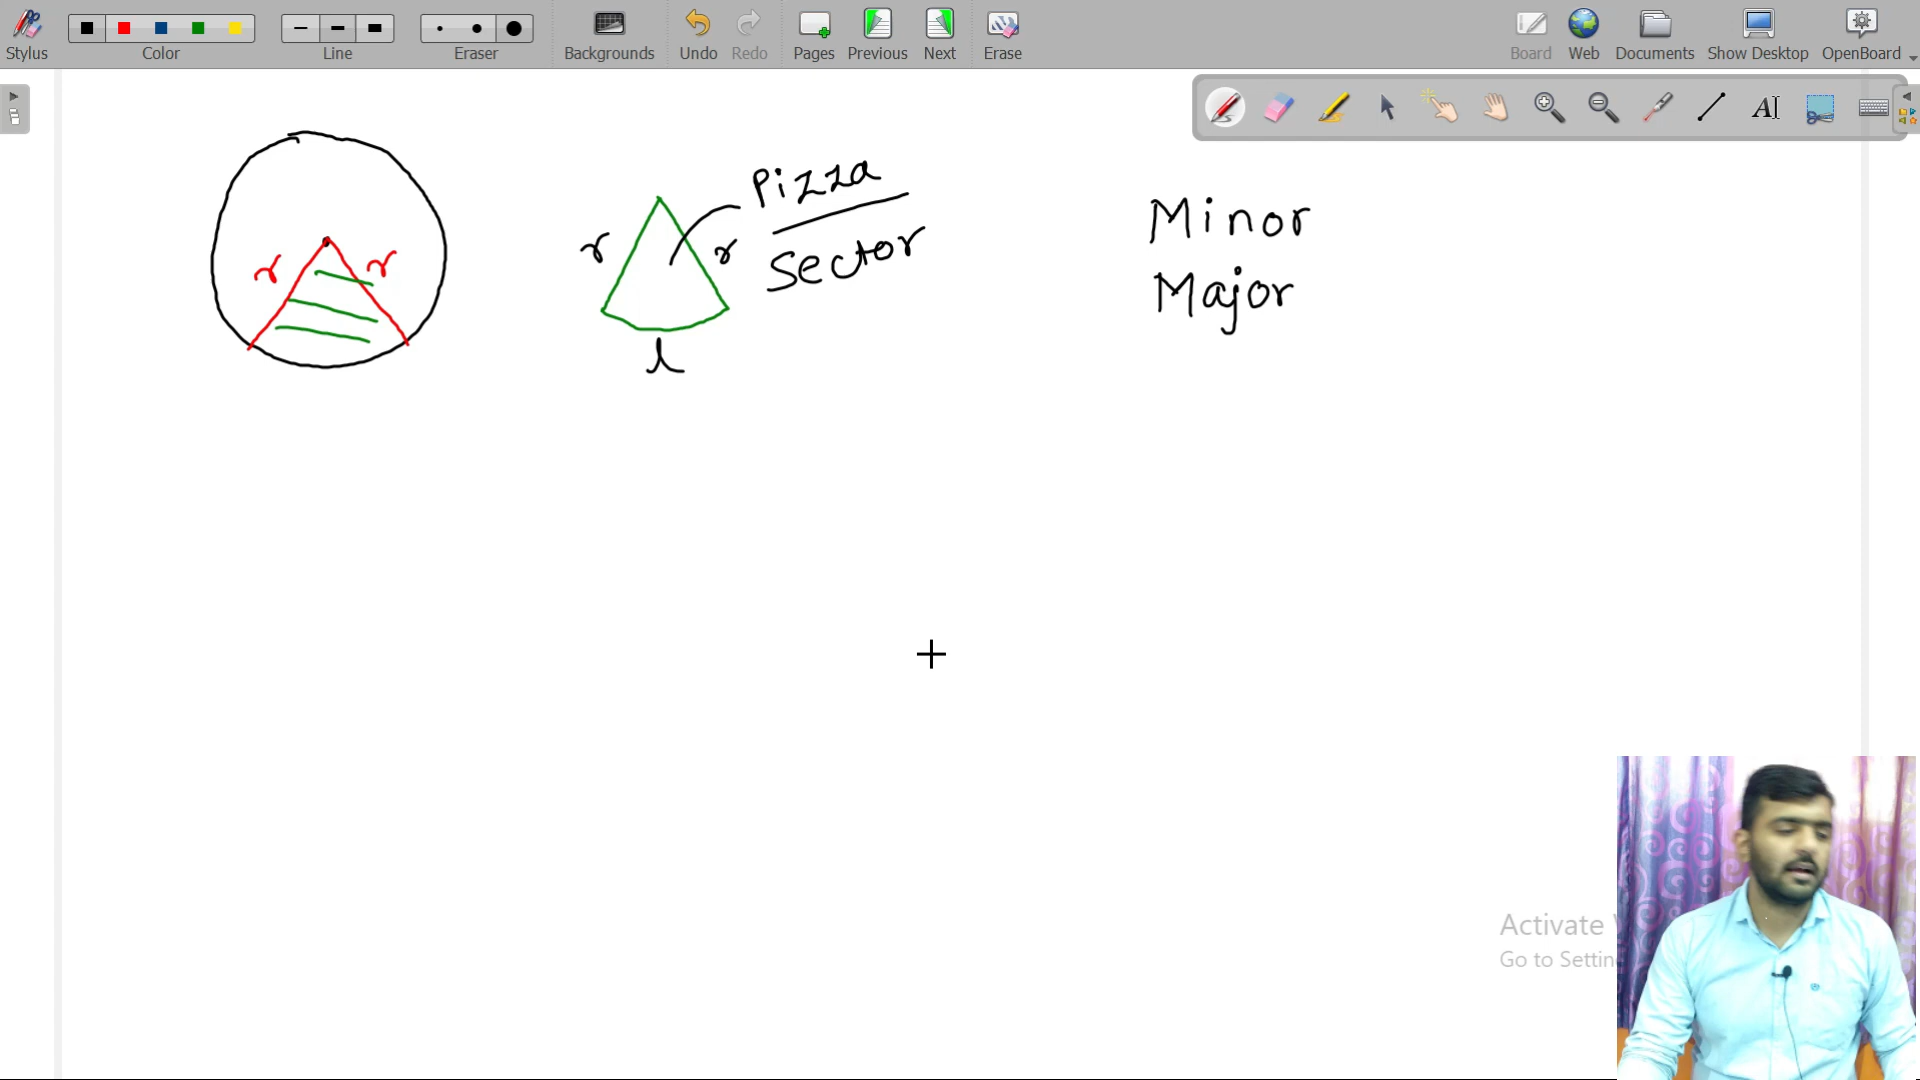 Stylus
Color
Line
Eraser
Backgrounds
Undo
Redo
Pages
Previous
Next
Erase
Board
Web
Documents
Show Desktop
OpenBoard
r
r
r
r
l
Pizza
Sector
Minor
Major
Activate
Go to Settin